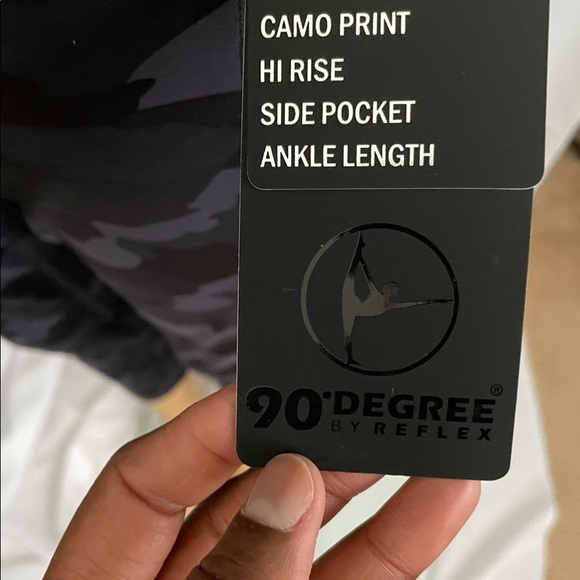 CAMO PRINT
HI RISE
SIDE POCKET
ANKLE LENGTH
90°DEGREE®
BY REFLEX